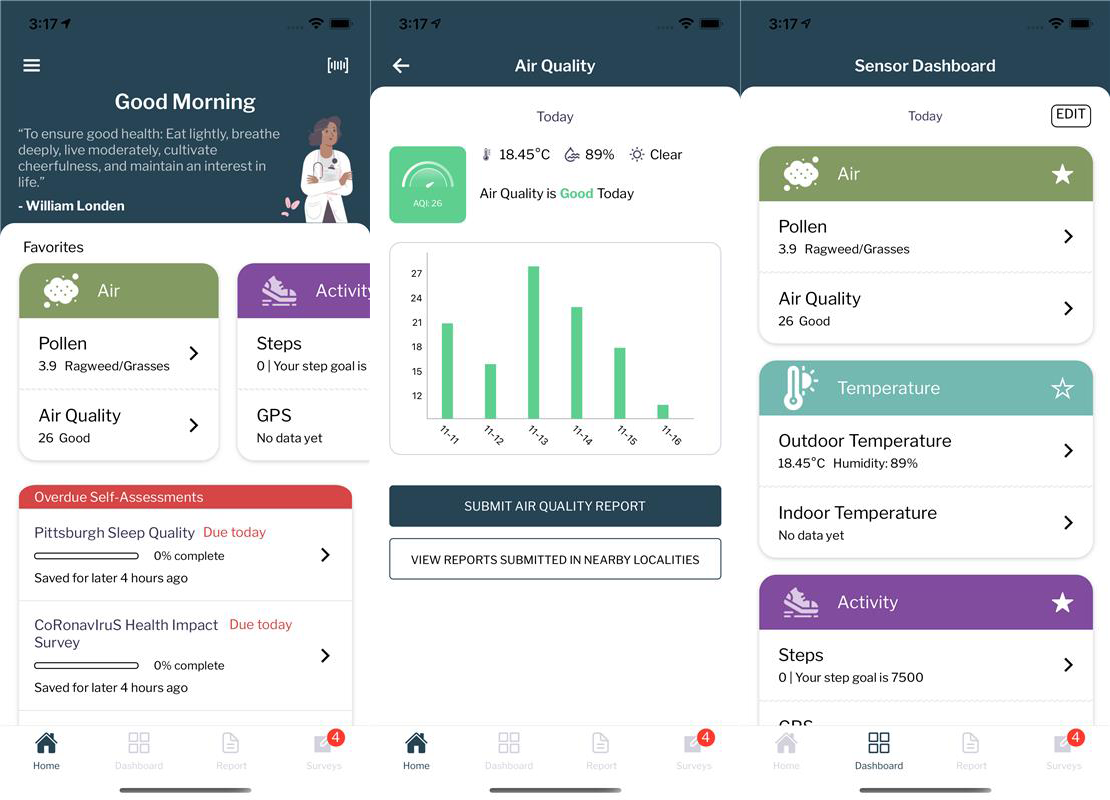 3:17
Good Morning
“To ensure good health: Eat lightly, breathe
deeply, live moderately, cultivate
cheerfulness, and maintain an interest in
life.”
- William Londen
Favorites
Air
Pollen
3.9 Ragweed/Grasses
Air Quality
26 Good
Activity
Steps
0 | Your step goal is
GPS
No data yet
Overdue Self-Assessments
Pittsburgh Sleep Quality Due today
0% complete
Saved for later 4 hours ago
CoRonavIruS Health Impact Due today
Survey
0% complete
Saved for later 4 hours ago
Home
Dashboard
Report
4
Surveys
3:17
Air Quality
Today
AQI: 26
18.45°C 89% Clear
Air Quality is Good Today
27
24
21
18
15
12
11-11
11-12
11-13
11-14
11-15
11-16
SUBMIT AIR QUALITY REPORT
VIEW REPORTS SUBMITTED IN NEARBY LOCALITIES
Home
Dashboard
Report
4
Surveys
3:17
Sensor Dashboard
Today
EDIT
Air
Pollen
3.9 Ragweed/Grasses
Air Quality
26 Good
Temperature
Outdoor Temperature
18.45°C Humidity: 89%
Indoor Temperature
No data yet
Activity
Steps
0 | Your step goal is 7500
GPS
Home
Dashboard
Report
4
Surveys